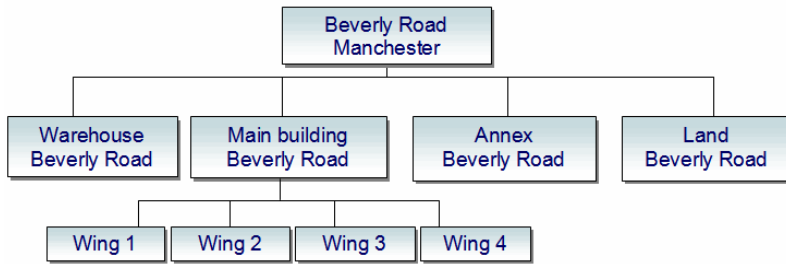 Beverly Road
Manchester
Warehouse
Beverly Road
Main building
Beverly Road
Annex
Beverly Road
Land
Beverly Road
Wing 1
Wing 2
Wing 3
Wing 4